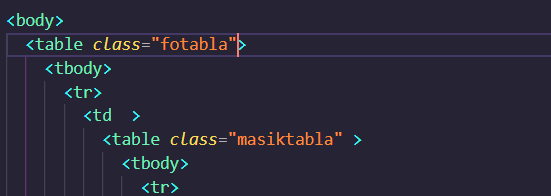 <body>
<table class="fotabla">
<tbody>
<tr>
<td  >
<table class="masiktabla" >
<tbody>
<tr>